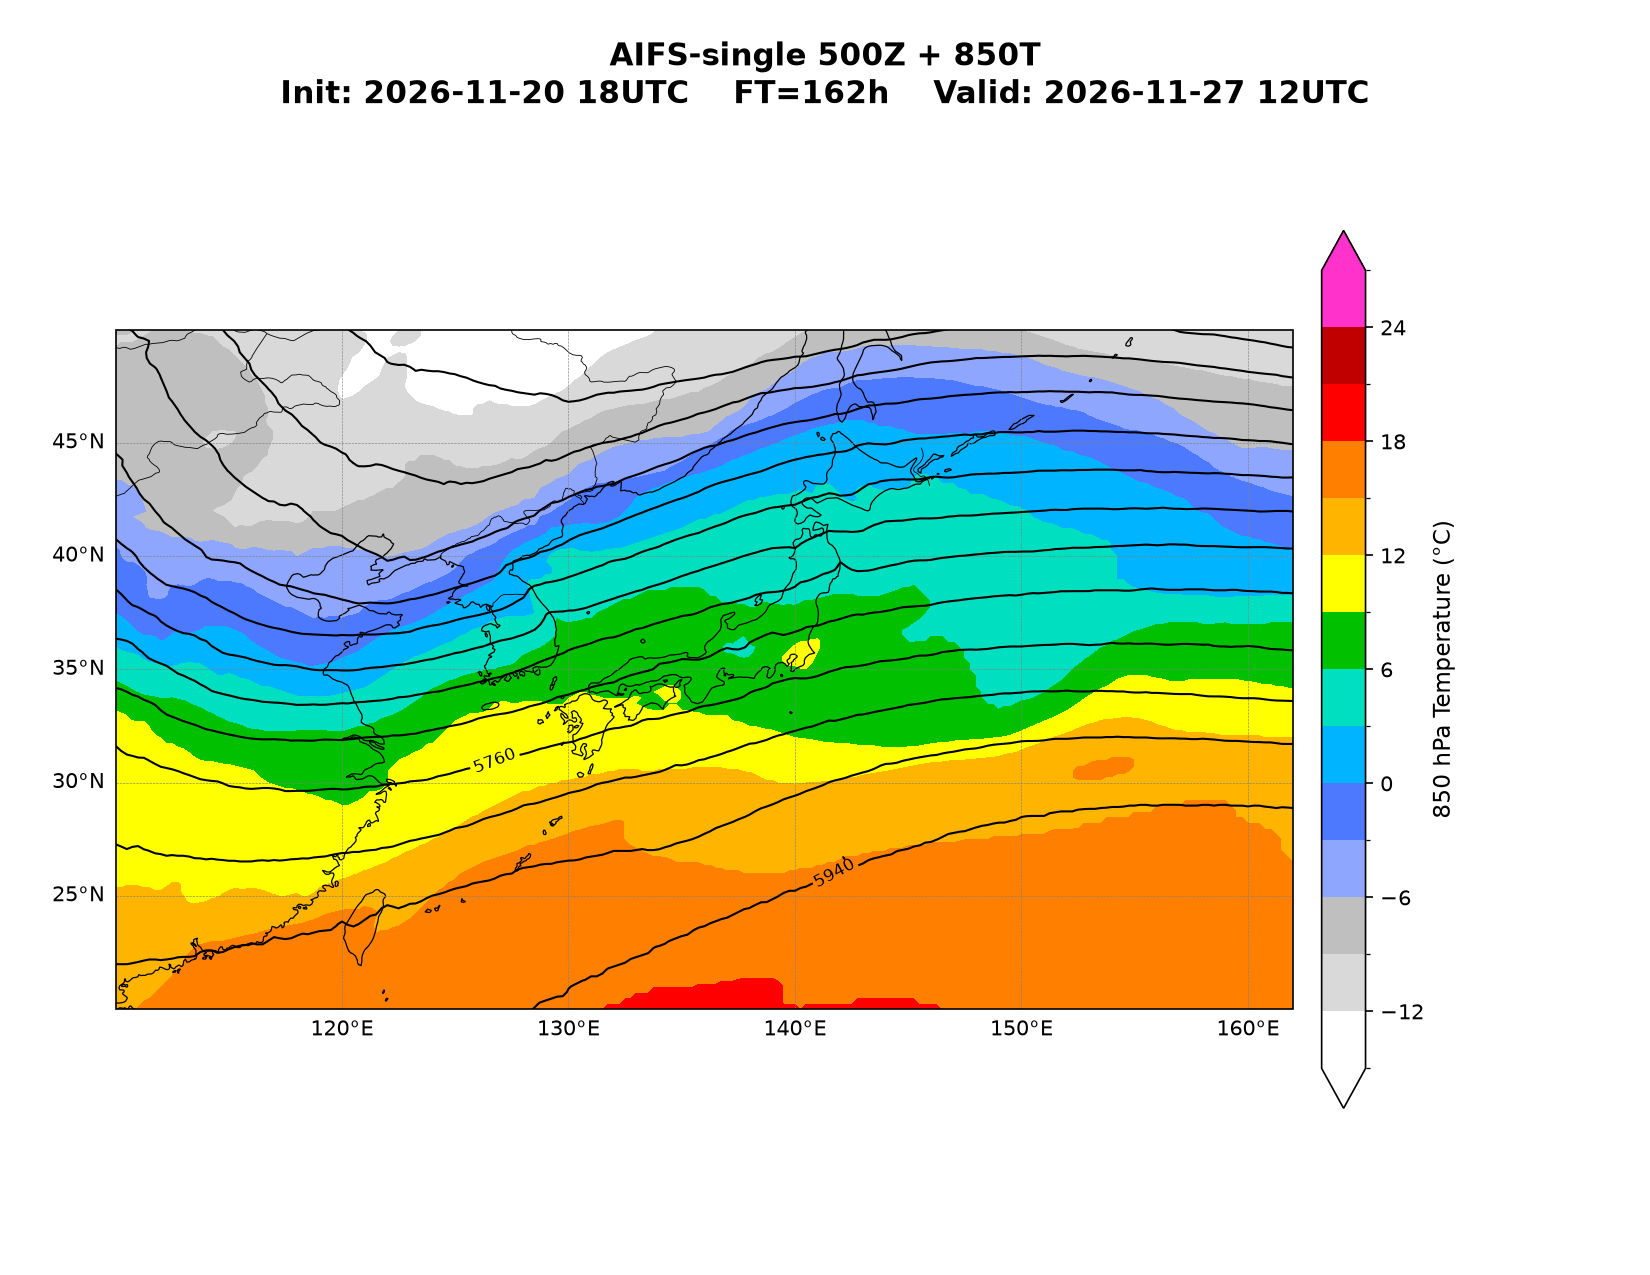 AIFS-single 500Z + 850T
Init: 2026-11-20 18UTC    FT=162h    Valid: 2026-11-27 12UTC
45°N
40°N
35°N
30°N
25°N
120°E
130°E
140°E
150°E
160°E
5760
5940
24
18
12
6
0
−6
−12
850 hPa Temperature (°C)